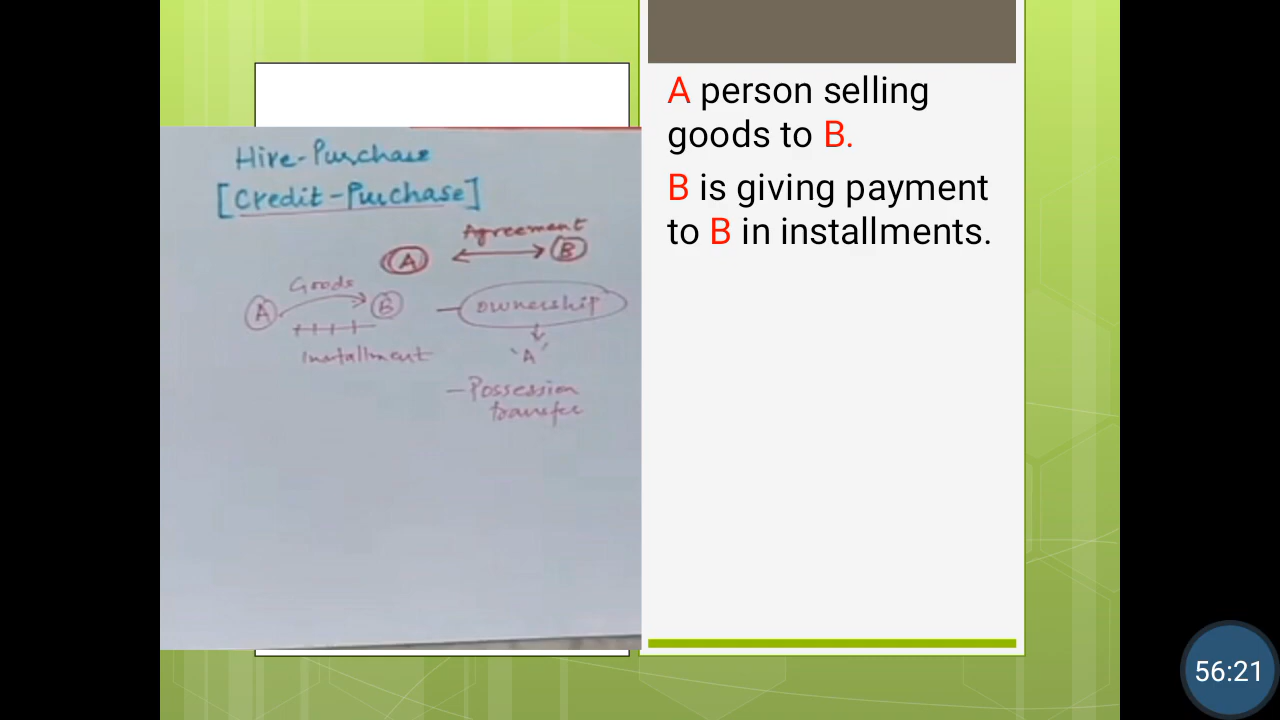 Hire-Purchase
[Credit-Purchase]
Agreement
A B
Goods
A B
Installment
- ownership
'A'
- Possession
transfer
A person selling
goods to B.
B is giving payment
to B in installments.
56:21